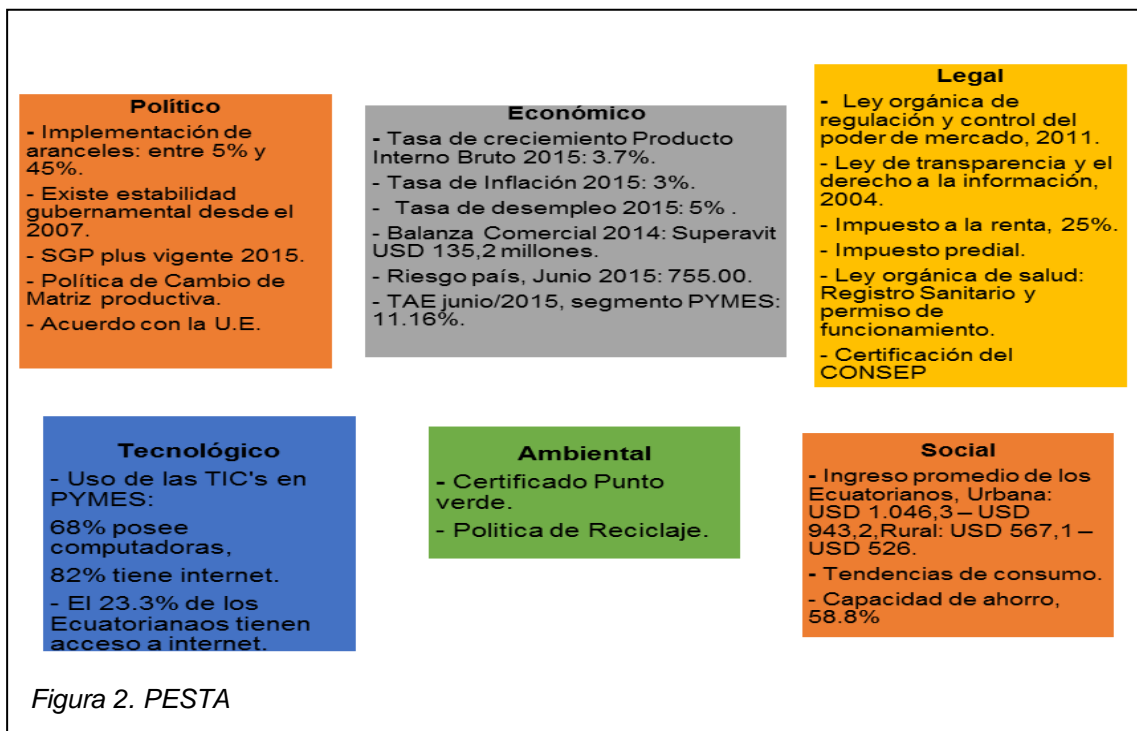 Político
- Implementación de
aranceles: entre 5% y
45%.
- Existe estabilidad
gubernamental desde el
2007.
- SGP plus vigente 2015.
- Política de Cambio de
Matriz productiva.
- Acuerdo con la U.E.
Económico
- Tasa de creciemiento Producto
Interno Bruto 2015: 3.7%.
- Tasa de Inflación 2015: 3%.
- Tasa de desempleo 2015: 5% .
- Balanza Comercial 2014: Superavit
USD 135,2 millones.
- Riesgo país, Junio 2015: 755.00.
- TAE junio/2015, segmento PYMES:
11.16%.
Legal
- Ley orgánica de
regulación y control del
poder de mercado, 2011.
- Ley de transparencia y el
derecho a la información,
2004.
- Impuesto a la renta, 25%.
- Impuesto predial.
- Ley orgánica de salud:
Registro Sanitario y
permiso de
funcionamiento.
- Certificación del
CONSEP
Tecnológico
- Uso de las TIC's en
PYMES:
68% posee
computadoras,
82% tiene internet.
- El 23.3% de los
Ecuatorianaos tienen
acceso a internet.
Ambiental
- Certificado Punto
verde.
- Politica de Reciclaje.
Social
- Ingreso promedio de los
Ecuatorianos, Urbana:
USD 1.046,3 – USD
943,2,Rural: USD 567,1 –
USD 526.
- Tendencias de consumo.
- Capacidad de ahorro,
58.8%
Figura 2. PESTA